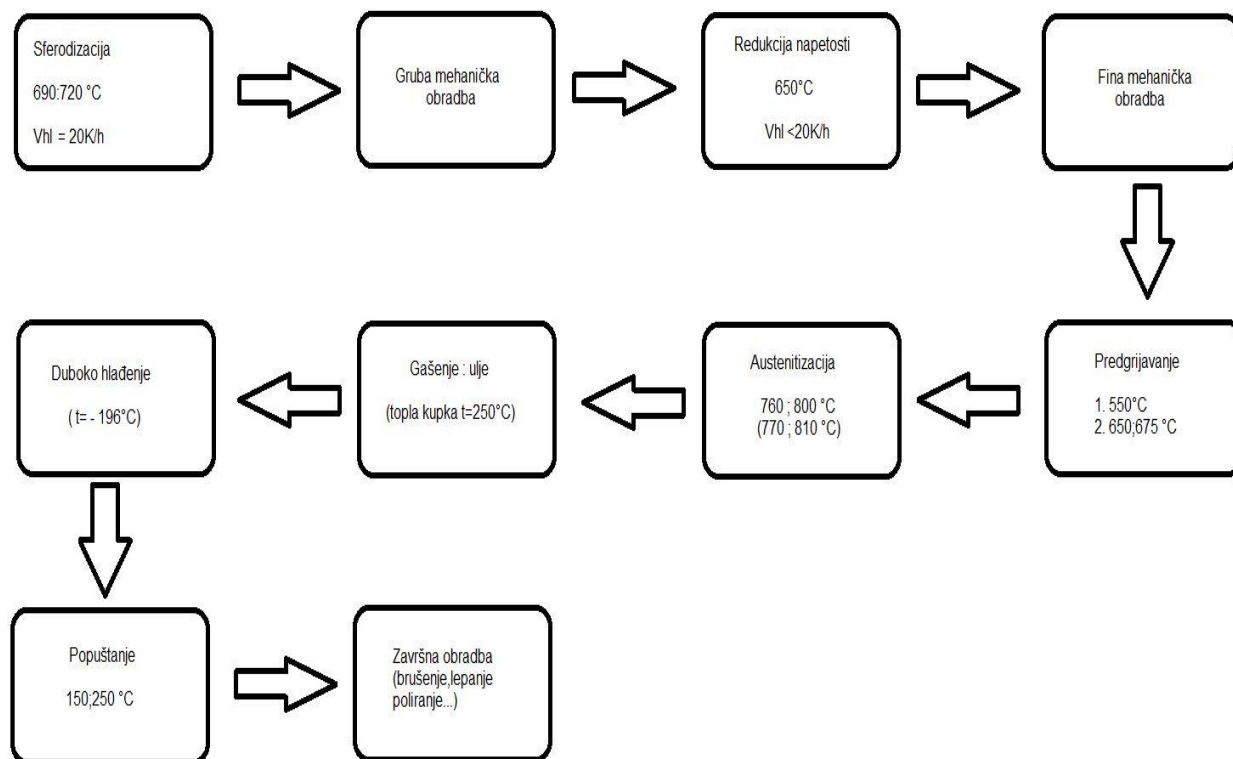 Sferodizacija
690:720 °C
Vhl = 20K/h
Gruba mehanička
obradba
Redukcija napetosti
650°C
Vhl <20K/h
Fina mehanička
obradba
Predgrijavanje
1. 550°C
2. 650;675 °C
Austenitizacija
760 ; 800 °C
(770 ; 810 °C)
Gašenje : ulje
(topla kupka t=250°C)
Duboko hlađenje
( t= - 196°C)
Popuštanje
150;250 °C
Završna obradba
(brušenje,lepanje
poliranje...)